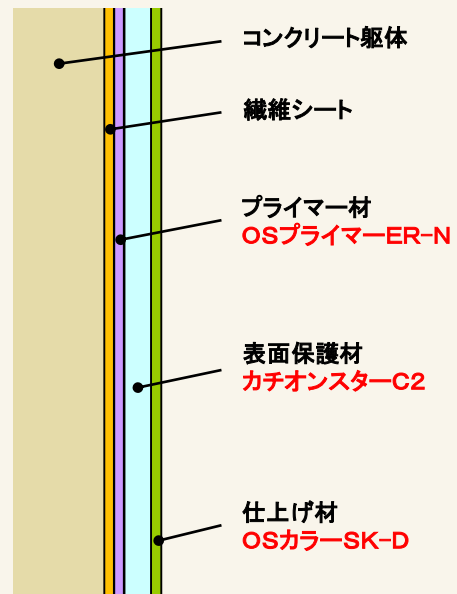 コンクリート躯体
繊維シート
プライマー材
OSプライマーER-N
表面保護材
カチオンスターC2
仕上げ材
OSカラーSK-D